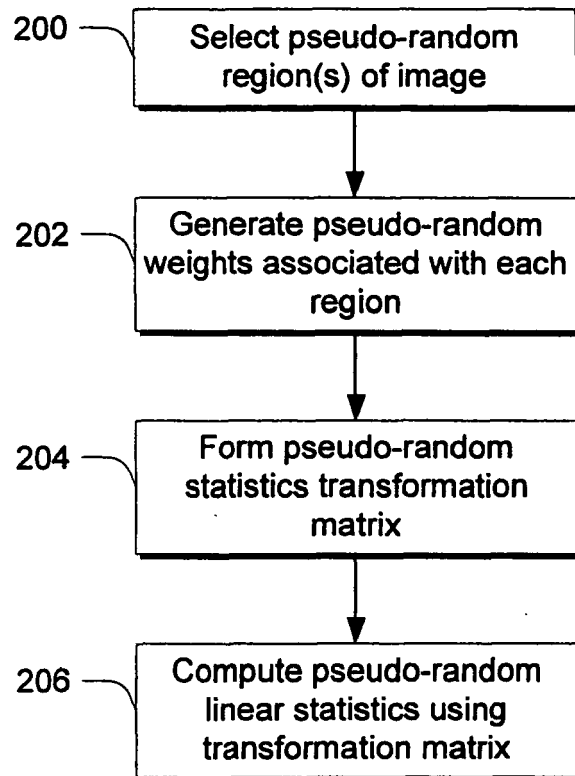 200
Select pseudo-random
region(s) of image
202
Generate pseudo-random
weights associated with each
region
204
Form pseudo-random
statistics transformation
matrix
206
Compute pseudo-random
linear statistics using
transformation matrix